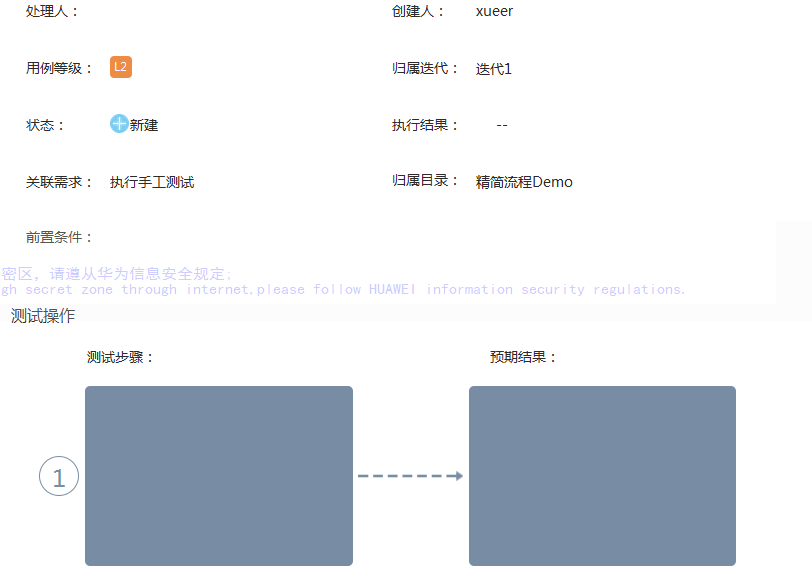 处理人： 创建人： xueer
用例等级： L2 归属迭代： 迭代1
状态： 新建 执行结果： --
关联需求： 执行手工测试 归属目录： 精简流程Demo
前置条件：
密区，请遵从华为信息安全规定;
gh secret zone through internet.please follow HUAWEI information security regulations.
测试操作
测试步骤： 预期结果：
1